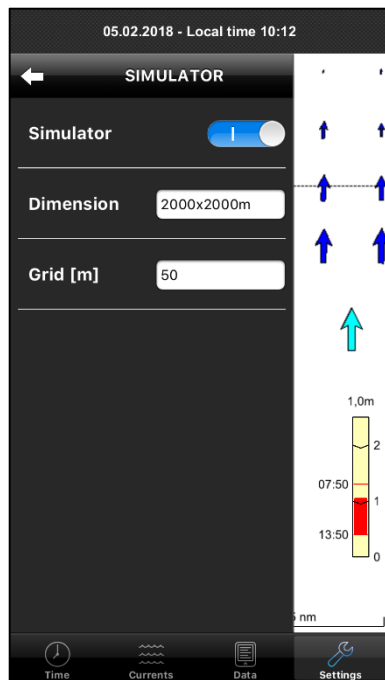 05.02.2018 - Local time 10:12
SIMULATOR
Simulator
Dimension 2000x2000m
Grid [m] 50
1,0m
2
07:50
1
13:50
0
nm
Time Currents Data Settings